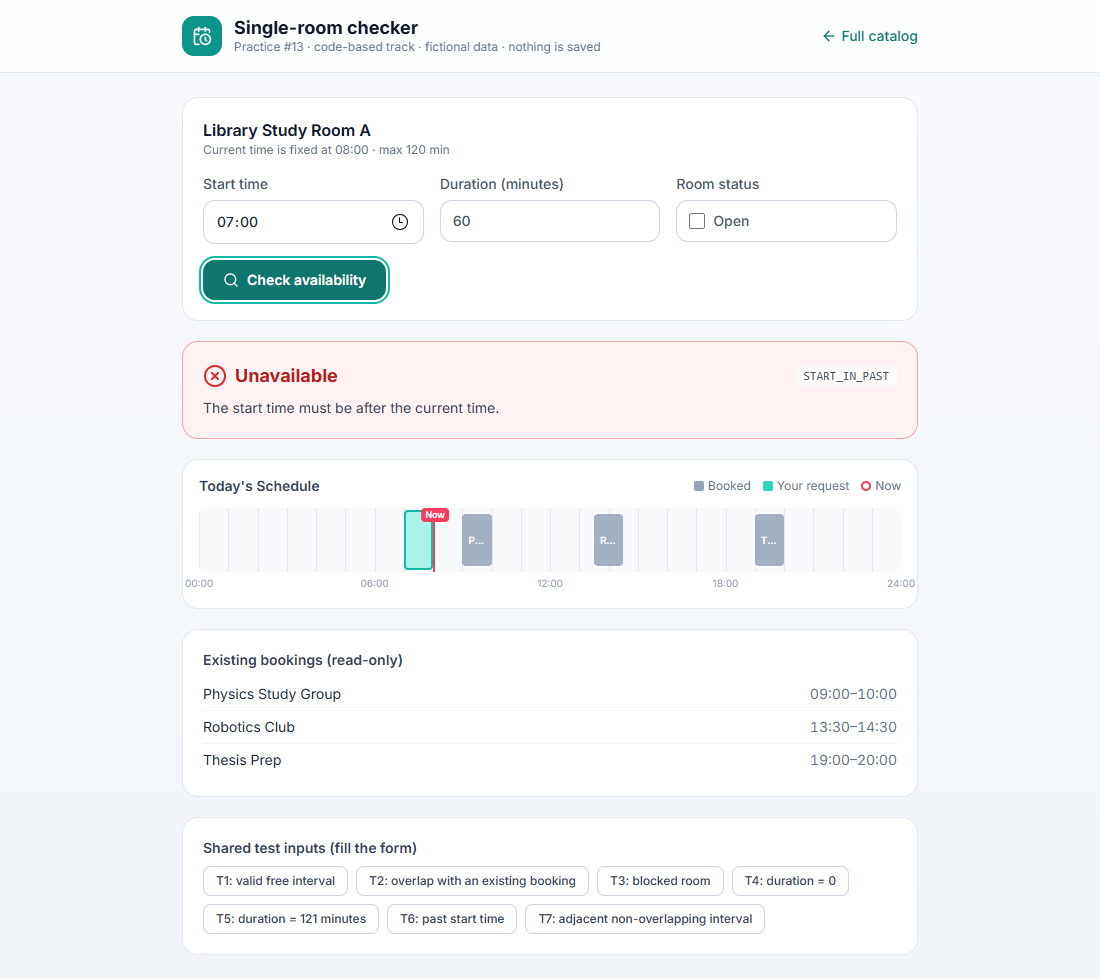 Single-room checker
Practice #13 · code-based track · fictional data · nothing is saved
← Full catalog
Library Study Room A
Current time is fixed at 08:00 · max 120 min
Start time
Duration (minutes)
Room status
07:00
60
Open
Check availability
Unavailable
START_IN_PAST
The start time must be after the current time.
Today's Schedule
Booked
Your request
Now
Now
P...
R...
T...
00:00
06:00
12:00
18:00
24:00
Existing bookings (read-only)
Physics Study Group
09:00–10:00
Robotics Club
13:30–14:30
Thesis Prep
19:00–20:00
Shared test inputs (fill the form)
T1: valid free interval
T2: overlap with an existing booking
T3: blocked room
T4: duration = 0
T5: duration = 121 minutes
T6: past start time
T7: adjacent non-overlapping interval